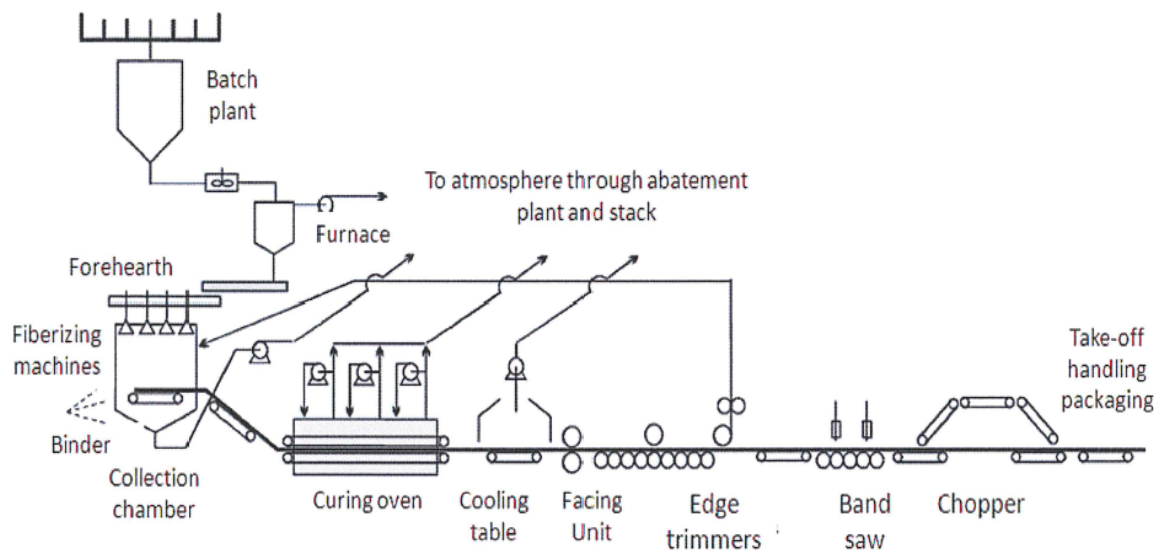 Batch
plant
To atmosphere through abatement
plant and stack
Furnace
Forehearth
Fiberizing
machines
Binder
Collection
chamber
Curing oven
Cooling
table
Facing
Unit
Edge
trimmers
Band
saw
Chopper
Take-off
handling
packaging